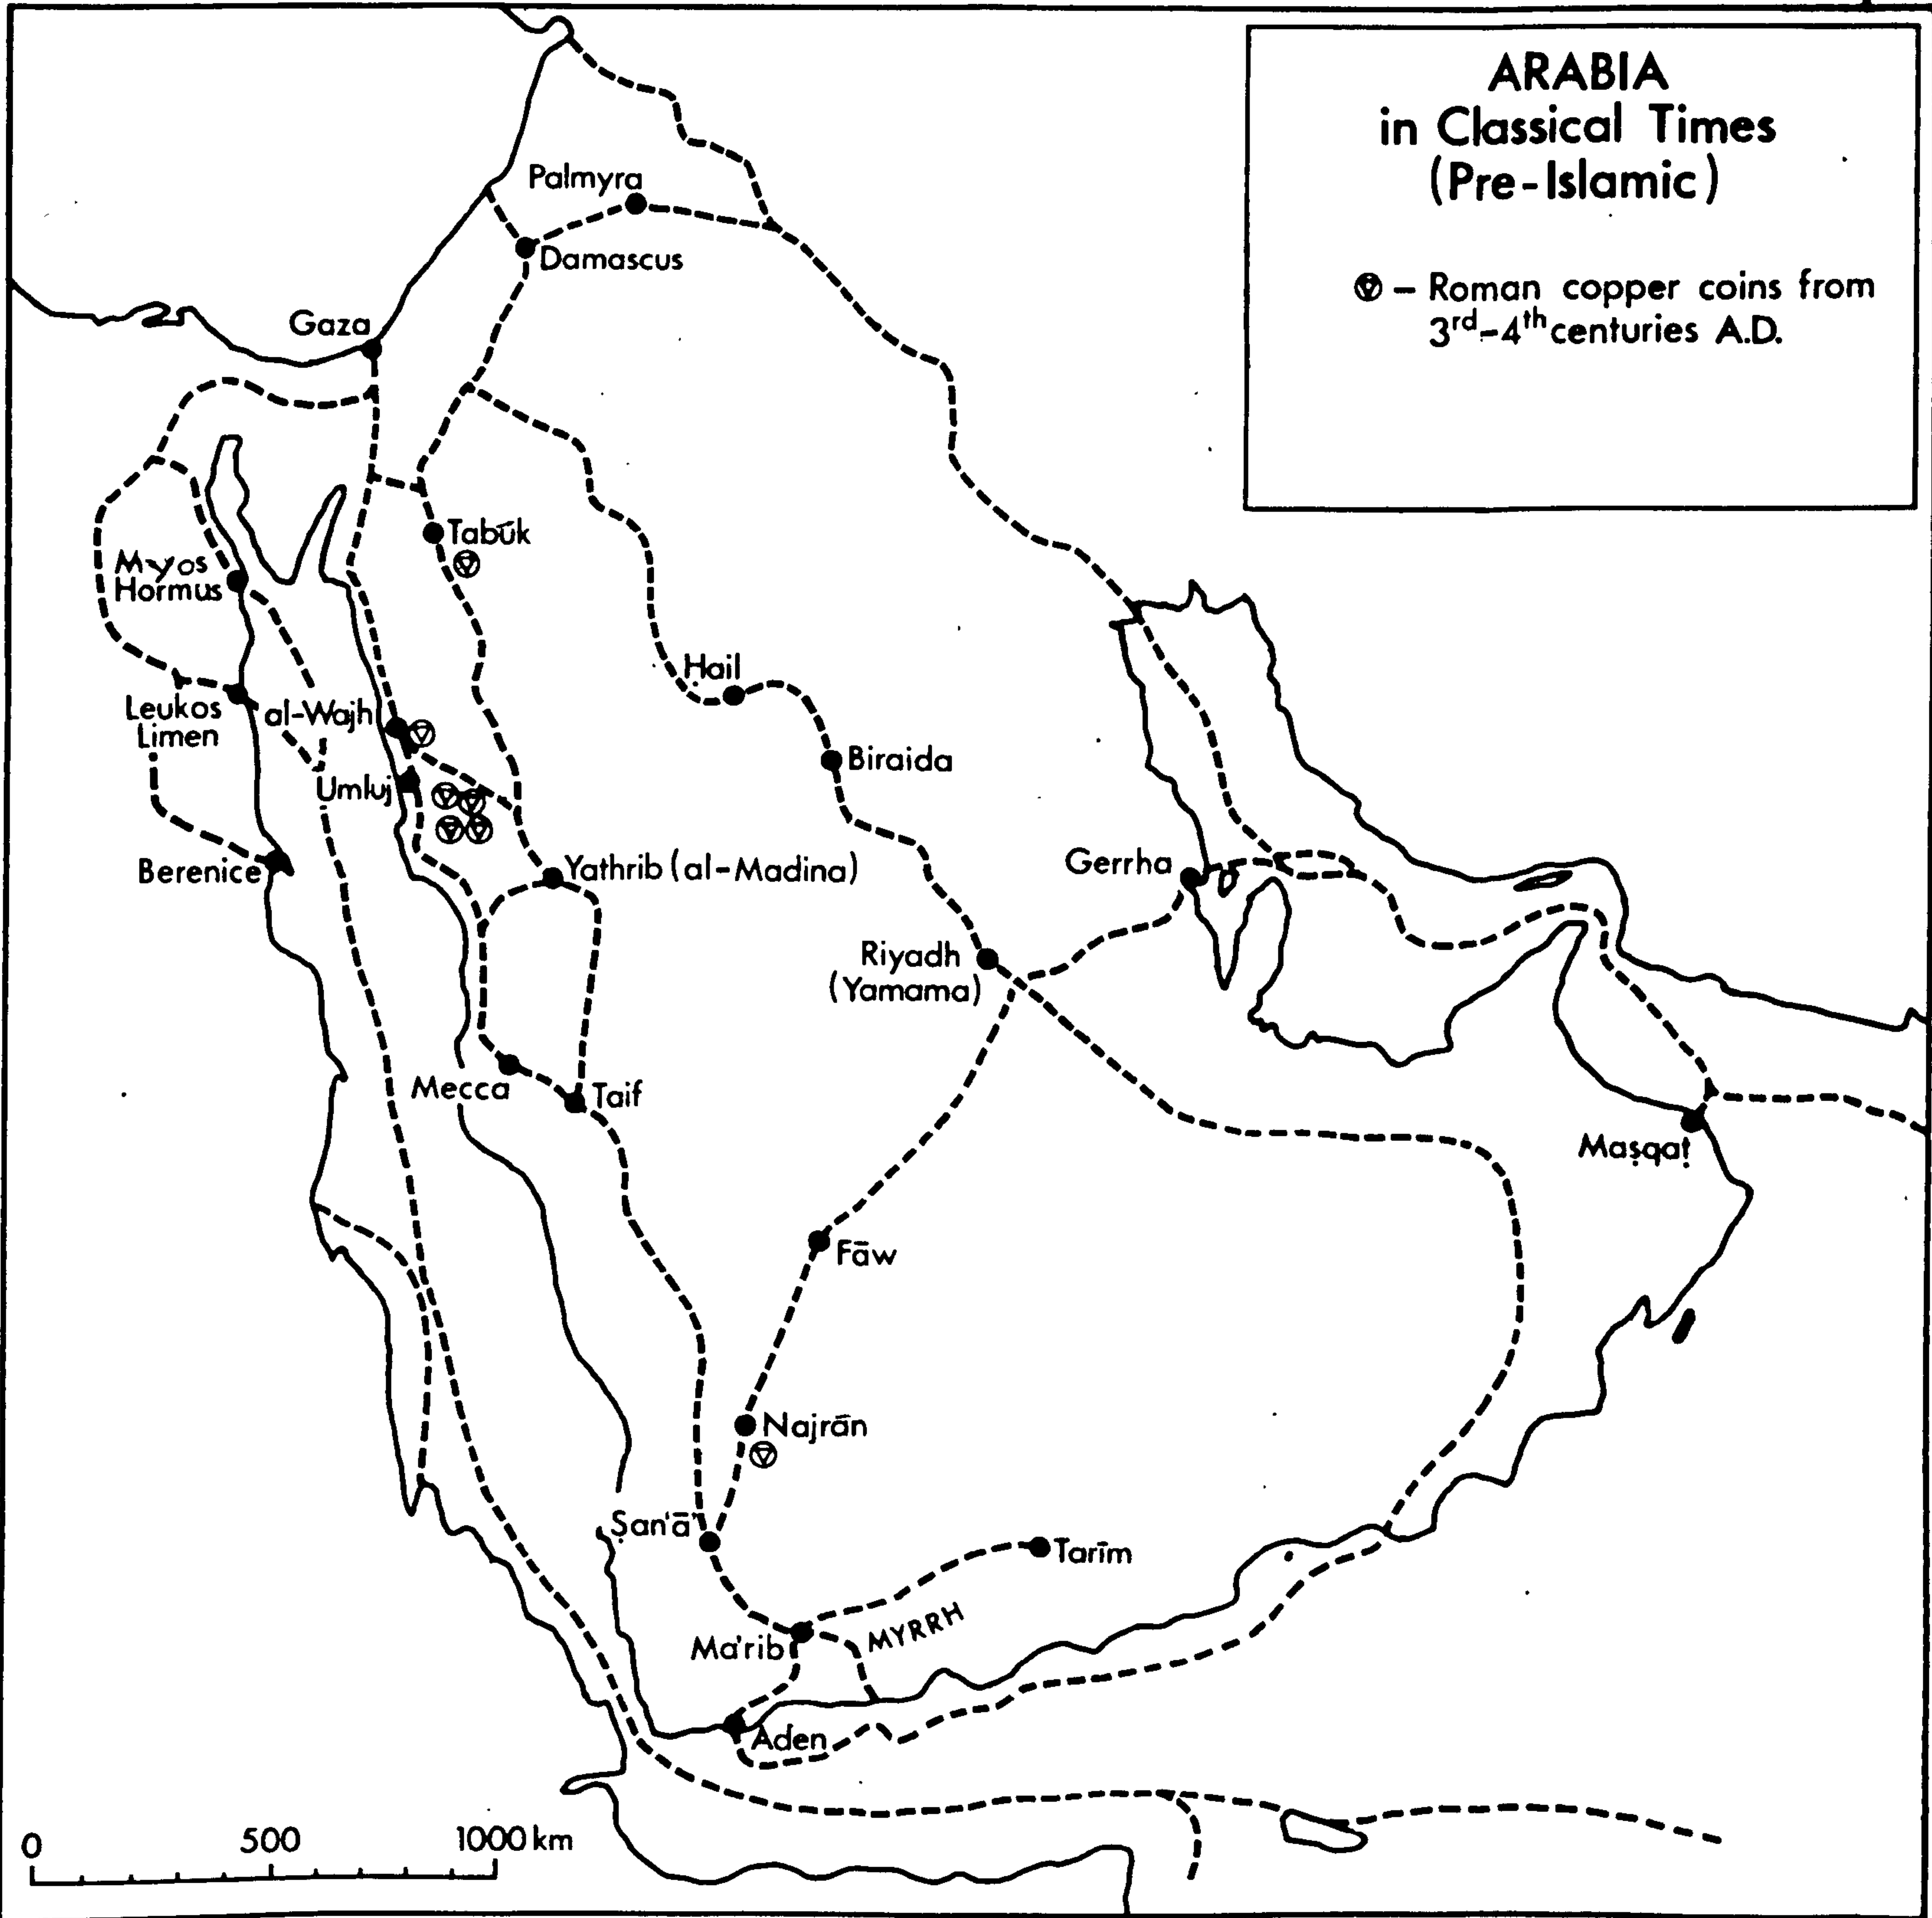 ARABIA
in Classical Times
(Pre-Islamic)
– Roman copper coins from
3rd–4th centuries A.D.
Palmyra
Damascus
Gaza
Tabūk
Myos
Hormus
Ḥail
Leukos
Limen
al-Wajh
Umluj
Biraida
Berenice
Yathrib (al-Madina)
Gerrha
Riyadh
(Yamama)
Mecca
Taif
Masqaṭ
Fāw
Najrān
Ṣan'ā'
Tarīm
Ma'rib
MYRRH
Aden
0 500 1000 km